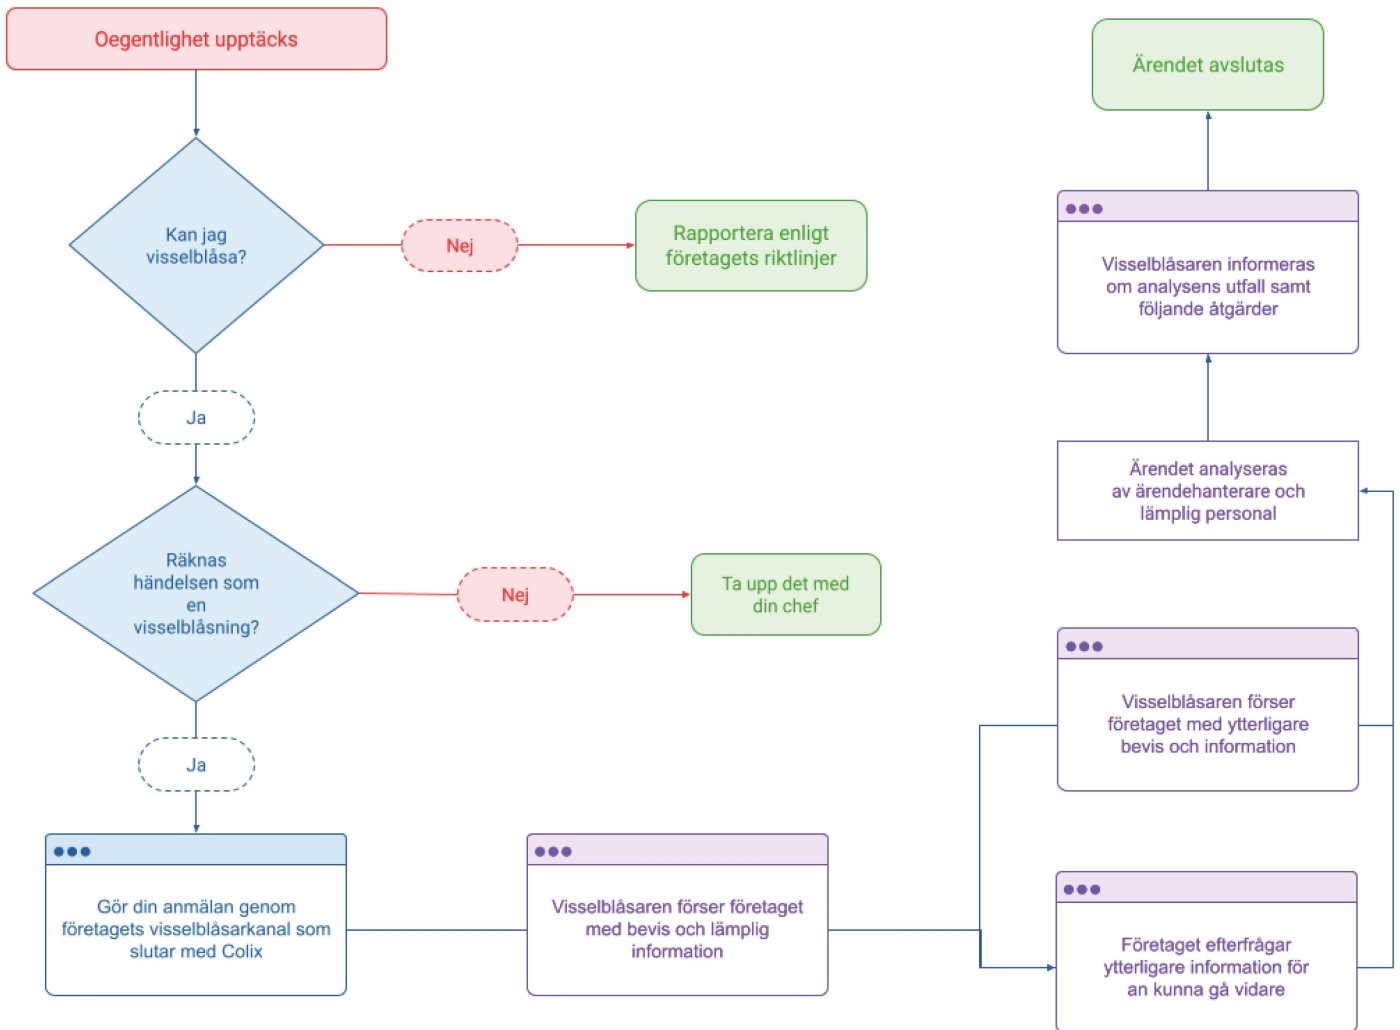 Oegentlighet upptäcks
Kan jag
visselblåsa?
Nej
Rapportera enligt
företagets riktlinjer
Ja
Räknas
händelsen som
en
visselblåsning?
Nej
Ta upp det med
din chef
Ja
Gör din anmälan genom
företagets visselblåsarkanal som
slutar med Colix
Visselblåsaren förser företaget
med bevis och lämplig
information
Företaget efterfrågar
ytterligare information för
an kunna gå vidare
Visselblåsaren förser
företaget med ytterligare
bevis och information
Ärendet analyseras
av ärendehanterare och
lämplig personal
Visselblåsaren informeras
om analysens utfall samt
följande åtgärder
Ärendet avslutas